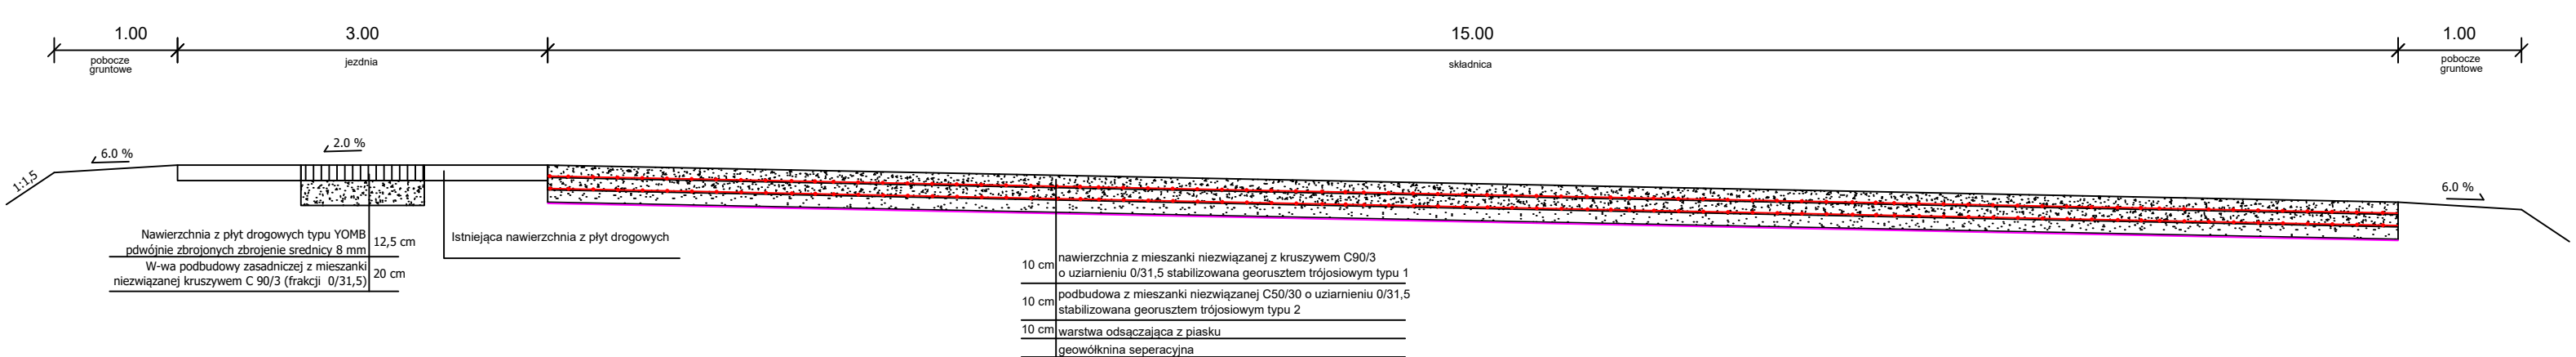 1.00
3.00
15.00
1.00
pobocze
gruntowe
jezdnia
składnica
pobocze
gruntowe
1:1,5
6.0 %
2.0 %
6.0 %
Nawierzchnia z płyt drogowych typu YOMB
pdwójnie zbrojonych zbrojenie srednicy 8 mm
12,5 cm
W-wa podbudowy zasadniczej z mieszanki
niezwiązanej kruszywem C 90/3 (frakcji 0/31,5)
20 cm
Istniejąca nawierzchnia z płyt drogowych
10 cm
nawierzchnia z mieszanki niezwiązanej z kruszywem C90/3
o uziarnieniu 0/31,5 stabilizowana georusztem trójosiowym typu 1
10 cm
podbudowa z mieszanki niezwiązanej C50/30 o uziarnieniu 0/31,5
stabilizowana georusztem trójosiowym typu 2
10 cm
warstwa odsączająca z piasku
geowółknina seperacyjna